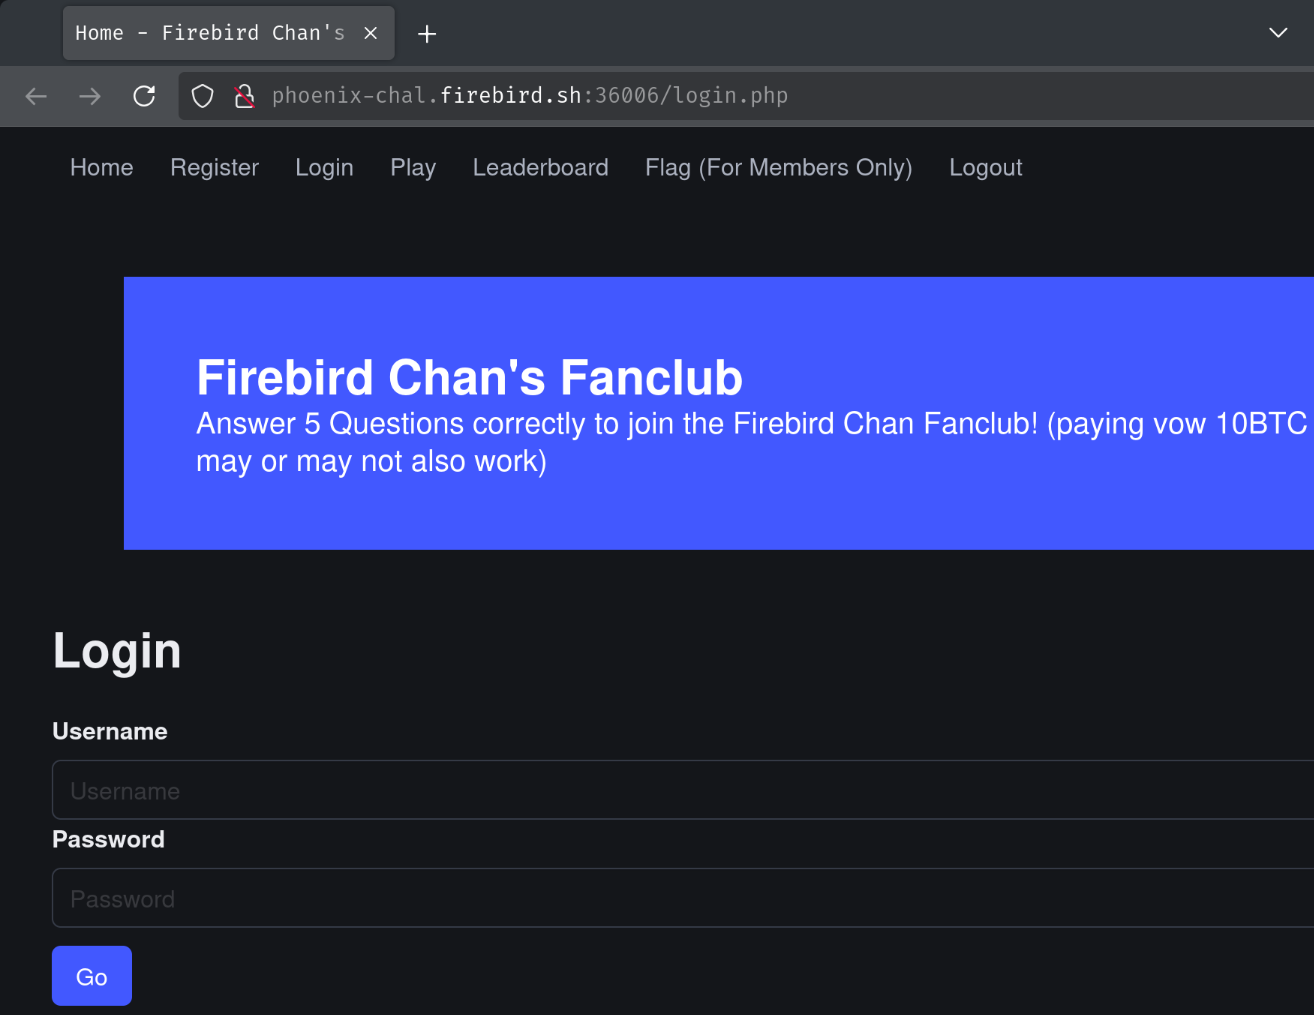 Home - Firebird Chan's
phoenix-chal.firebird.sh:36006/login.php
Home Register Login Play Leaderboard Flag (For Members Only) Logout
Firebird Chan's Fanclub
Answer 5 Questions correctly to join the Firebird Chan Fanclub! (paying vow 10BTC
may or may not also work)
Login
Username
Username
Password
Password
Go